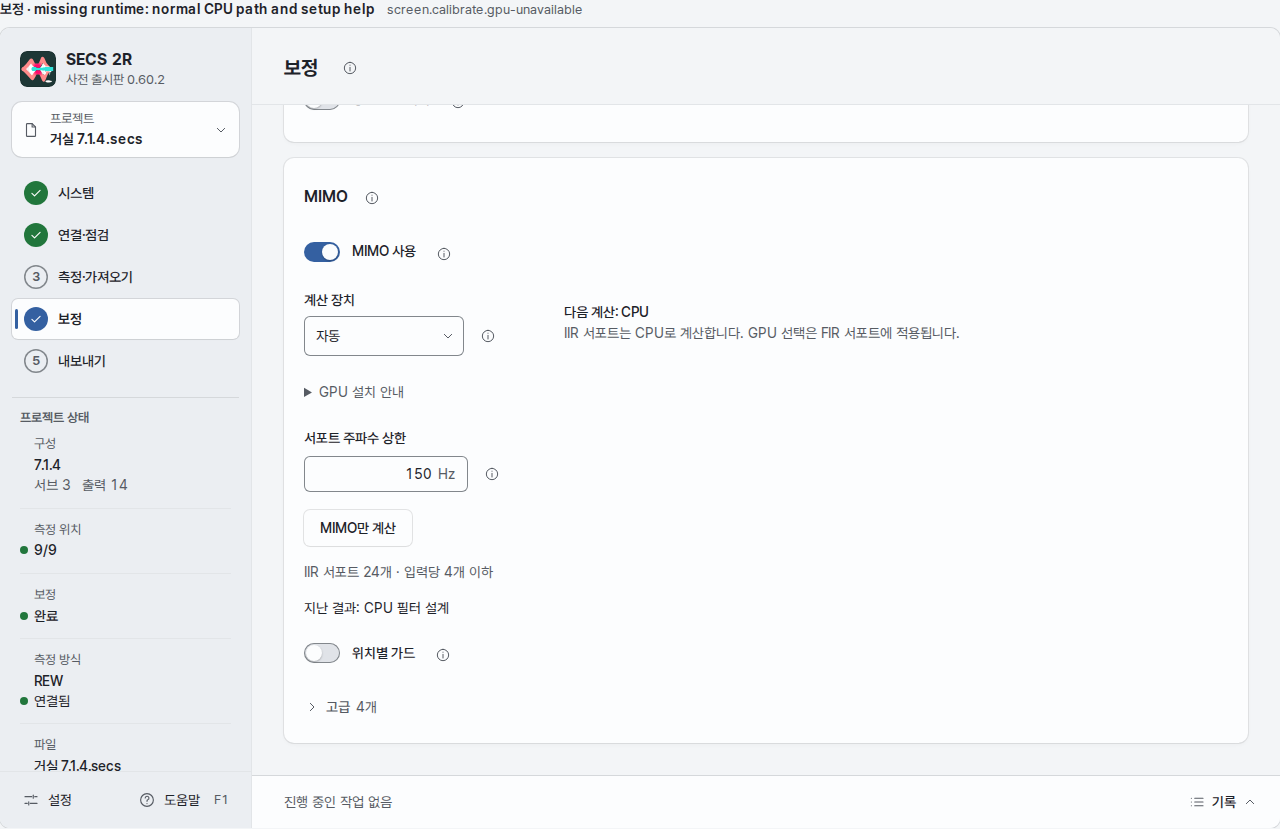 보정 · missing runtime: normal CPU path and setup help screen.calibrate.gpu-unavailable
SECS 2R
사전 출시판 0.60.2
프로젝트
거실 7.1.4.secs
시스템
연결·점검
3 측정·가져오기
보정
5 내보내기
프로젝트 상태
구성
7.1.4
서브 3 출력 14
측정 위치
9/9
보정
완료
측정 방식
REW
연결됨
파일
거실 7.1.4.secs
설정 도움말 F1
보정
MIMO
MIMO 사용
계산 장치
자동
다음 계산: CPU
IIR 서포트는 CPU로 계산합니다. GPU 선택은 FIR 서포트에 적용됩니다.
GPU 설치 안내
서포트 주파수 상한
150 Hz
MIMO만 계산
IIR 서포트 24개 · 입력당 4개 이하
지난 결과: CPU 필터 설계
위치별 가드
고급 4개
진행 중인 작업 없음
기록